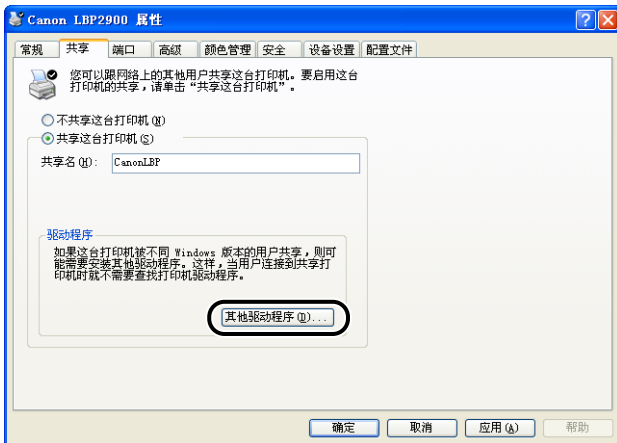 Canon LBP2900 属性
常规 共享 端口 高级 颜色管理 安全 设备设置 配置文件
您可以跟网络上的其他用户共享这台打印机。要启用这台
打印机的共享，请单击“共享这台打印机”。
不共享这台打印机(N)
共享这台打印机(S)
共享名(H): CanonLBP
驱动程序
如果这台打印机被不同 Windows 版本的用户共享，则可
能需要安装其他驱动程序。这样，当用户连接到共享打
印机时就不需要查找打印机驱动程序。
其他驱动程序(D)...
确定 取消 应用(A) 帮助